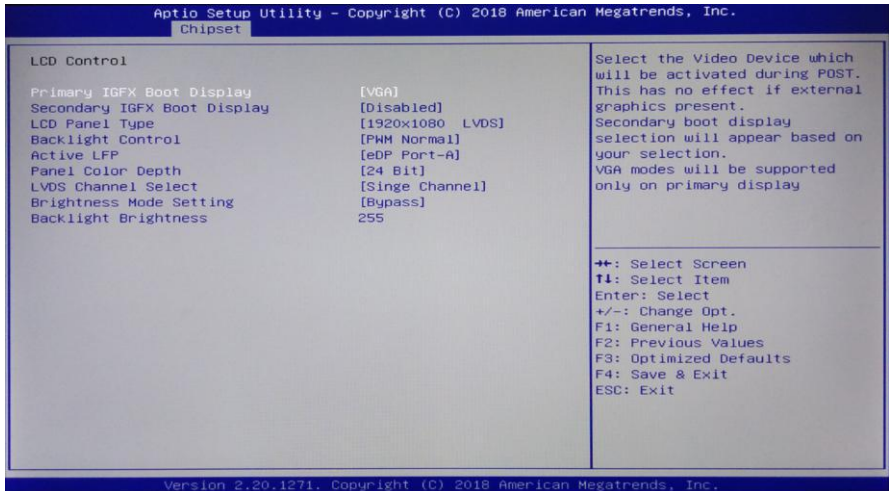 Aptio Setup Utility – Copyright (C) 2018 American Megatrends, Inc.
Chipset
LCD Control
Primary IGFX Boot Display [VGA]
Secondary IGFX Boot Display [Disabled]
LCD Panel Type [1920x1080 LVDS]
Backlight Control [PWM Normal]
Active LFP [eDP Port-A]
Panel Color Depth [24 Bit]
LVDS Channel Select [Singe Channel]
Brightness Mode Setting [Bypass]
Backlight Brightness 255
Select the Video Device which
will be activated during POST.
This has no effect if external
graphics present.
Secondary boot display
selection will appear based on
your selection.
VGA modes will be supported
only on primary display
→←: Select Screen
↑↓: Select Item
Enter: Select
+/-: Change Opt.
F1: General Help
F2: Previous Values
F3: Optimized Defaults
F4: Save & Exit
ESC: Exit
Version 2.20.1271. Copyright (C) 2018 American Megatrends, Inc.